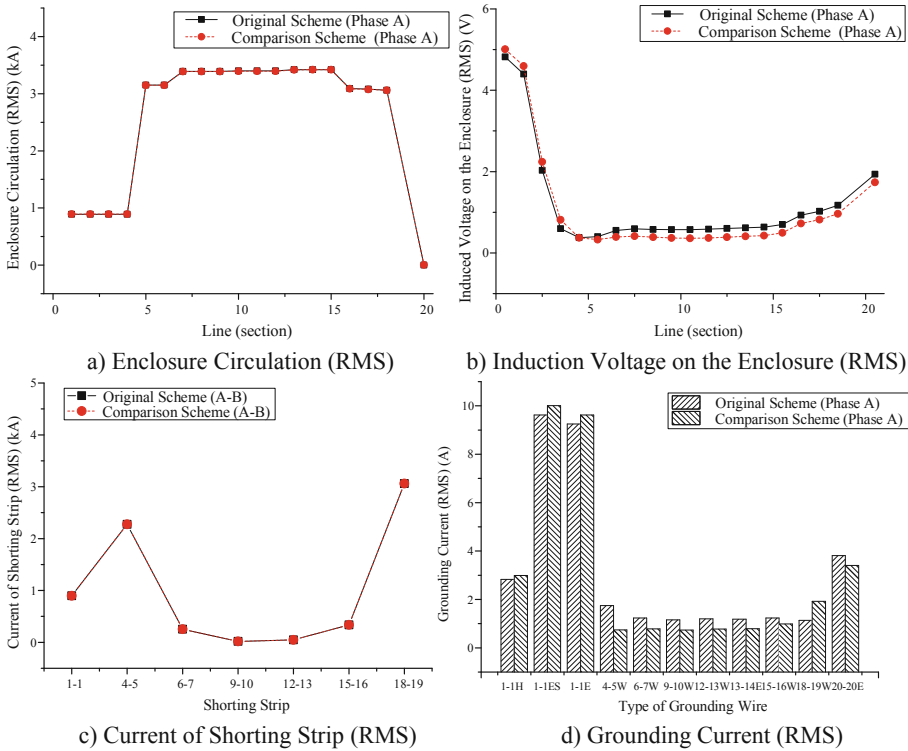 Original Scheme (Phase A)
Comparison Scheme (Phase A)
Enclosure Circulation (RMS) (kA)
4
3
2
1
0
0
5
10
15
20
Line (section)
a) Enclosure Circulation (RMS)
Original Scheme (Phase A)
Comparison Scheme (Phase A)
Induced Voltage on the Enclosure (RMS) (V)
6
4
2
0
0
5
10
15
20
Line (section)
b) Induction Voltage on the Enclosure (RMS)
Original Scheme (A-B)
Comparison Scheme (A-B)
Current of Shorting Strip (RMS) (kA)
5
4
3
2
1
0
1-1 4-5 6-7 9-10 12-13 15-16 18-19
Shorting Strip
c) Current of Shorting Strip (RMS)
Original Scheme (Phase A)
Comparison Scheme (Phase A)
Grounding Current (RMS) (A)
10
8
6
4
2
0
1-1H 1-1ES 1-1E 4-5W 6-7W 9-10W 12-13W 13-14E 15-16W 18-19W 20-20E
Type of Grounding Wire
d) Grounding Current (RMS)